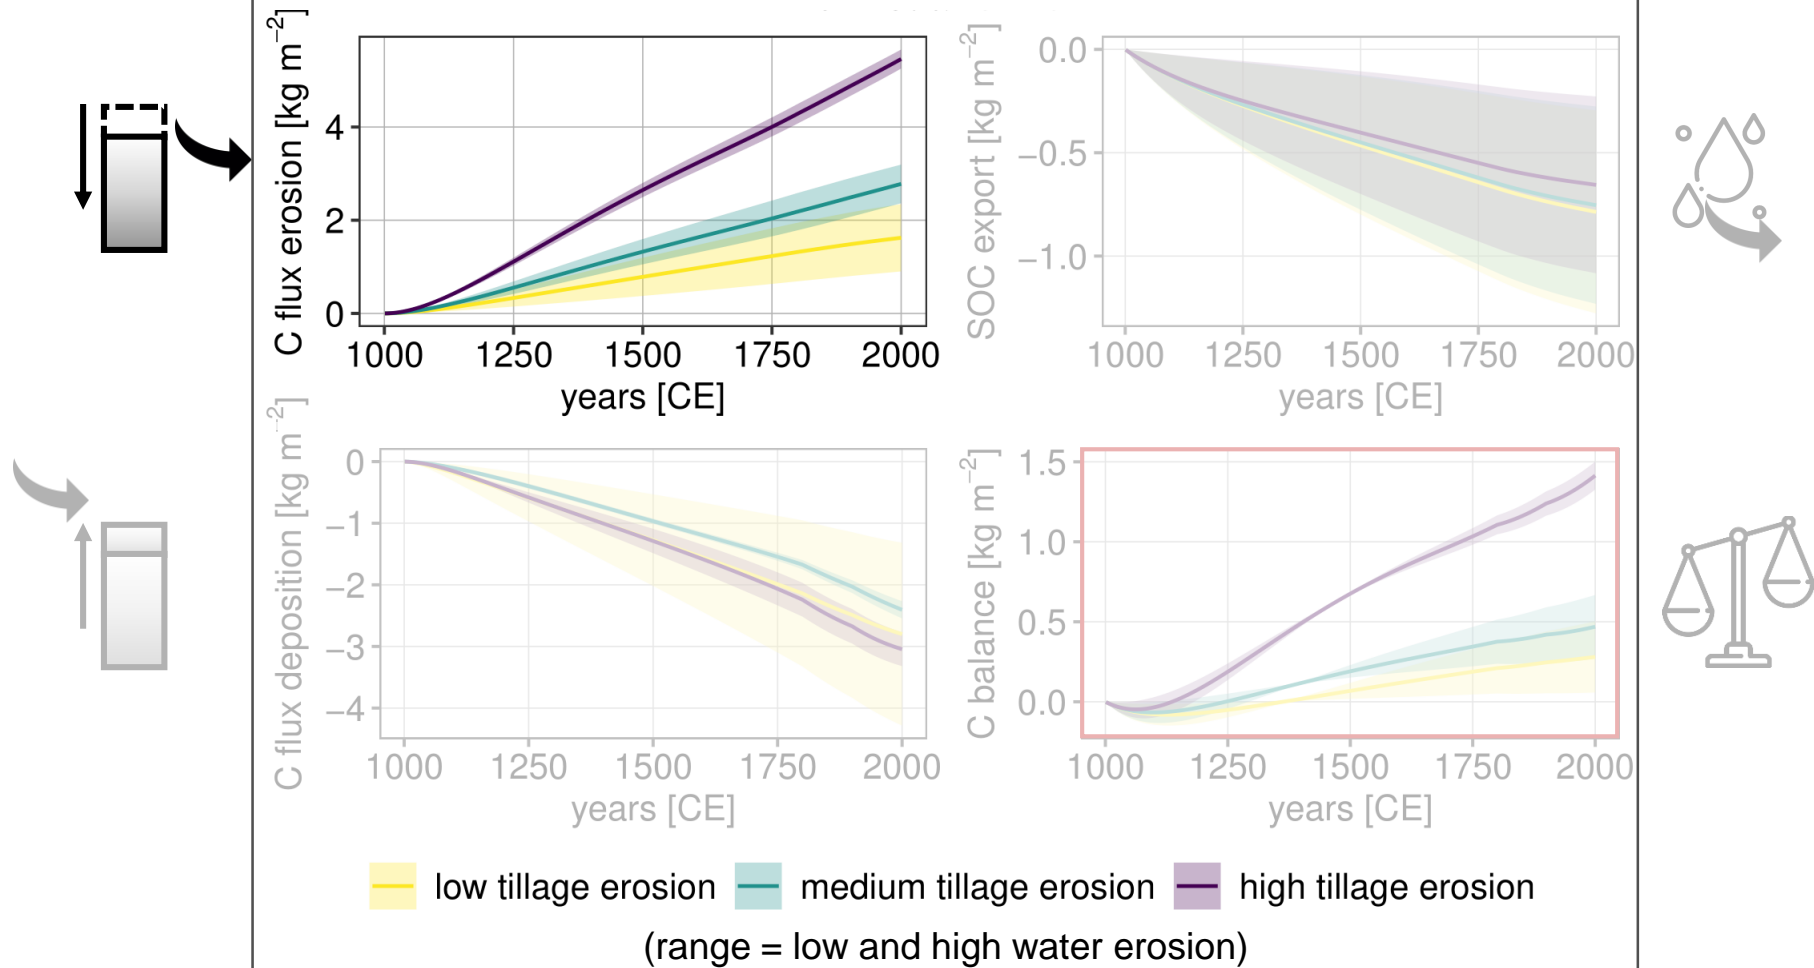 C flux erosion [kg m−2]
4
2
0
1000 1250 1500 1750 2000
years [CE]
SOC export [kg m−2]
0.0
−0.5
−1.0
1000 1250 1500 1750 2000
years [CE]
C flux deposition [kg m−2]
0
−1
−2
−3
−4
1000 1250 1500 1750 2000
years [CE]
C balance [kg m−2]
1.5
1.0
0.5
0.0
1000 1250 1500 1750 2000
years [CE]
low tillage erosion medium tillage erosion high tillage erosion
(range = low and high water erosion)